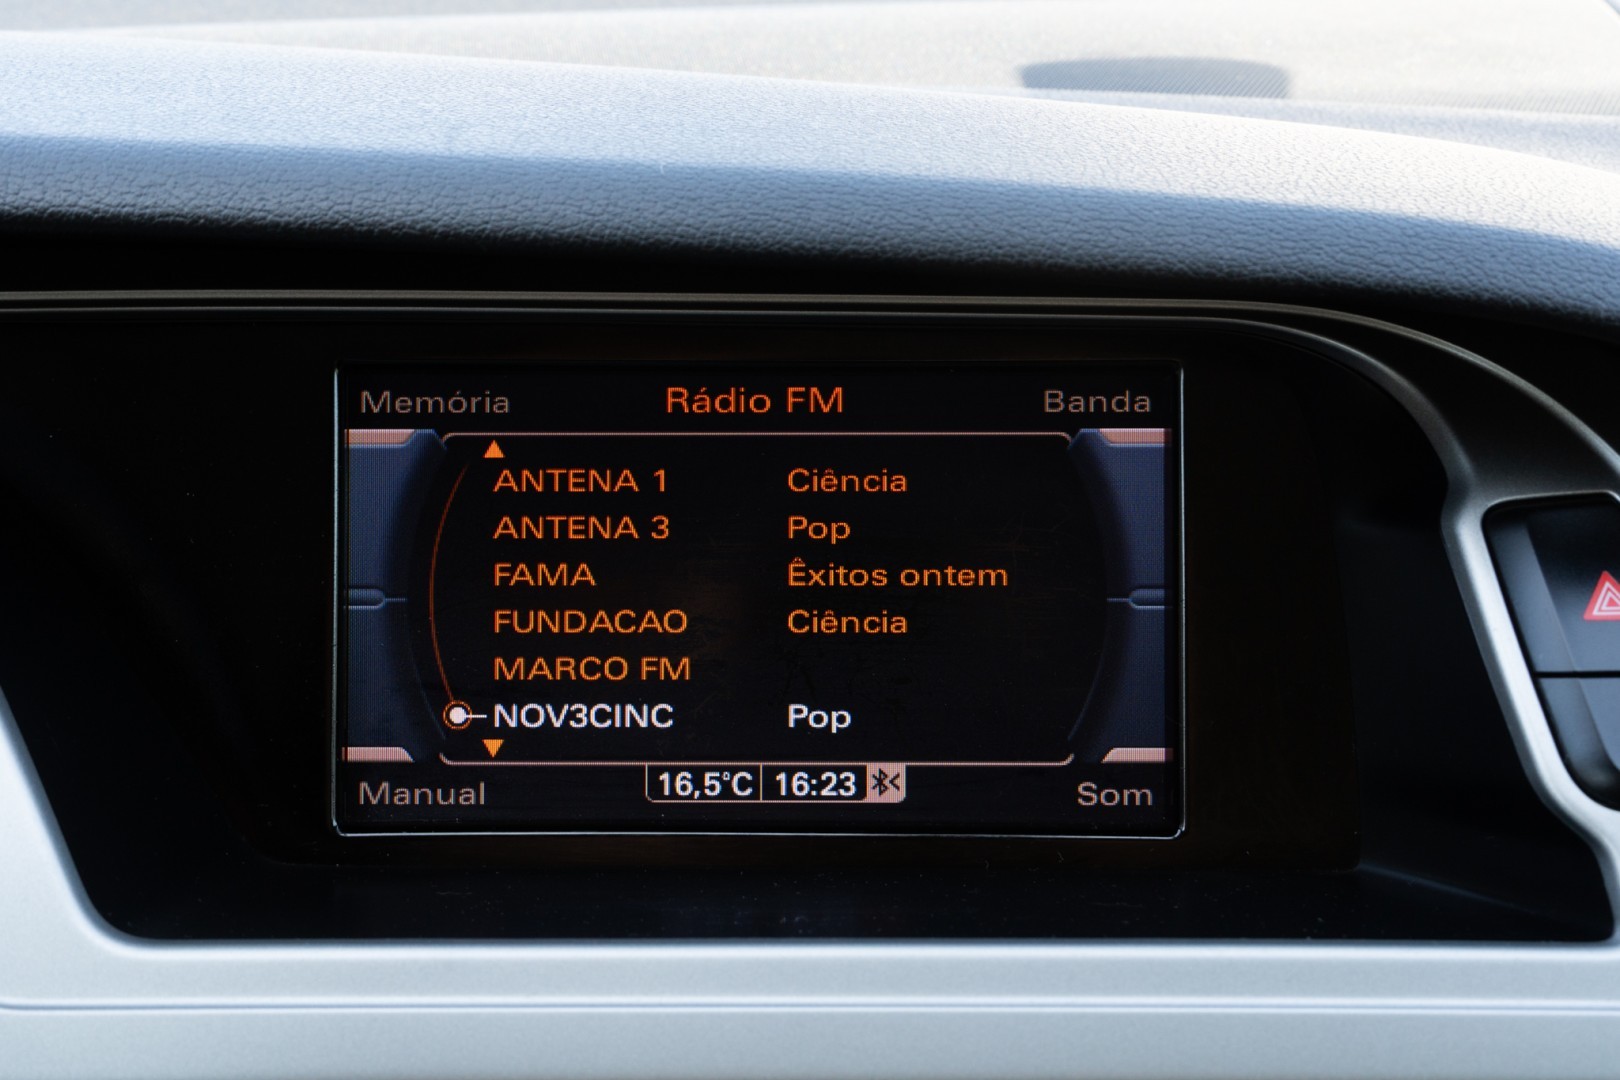 Memória Rádio FM Banda
ANTENA 1 Ciência
ANTENA 3 Pop
FAMA Êxitos ontem
FUNDACAO Ciência
MARCO FM
NOV3CINC Pop
16,5°C 16:23
Manual Som